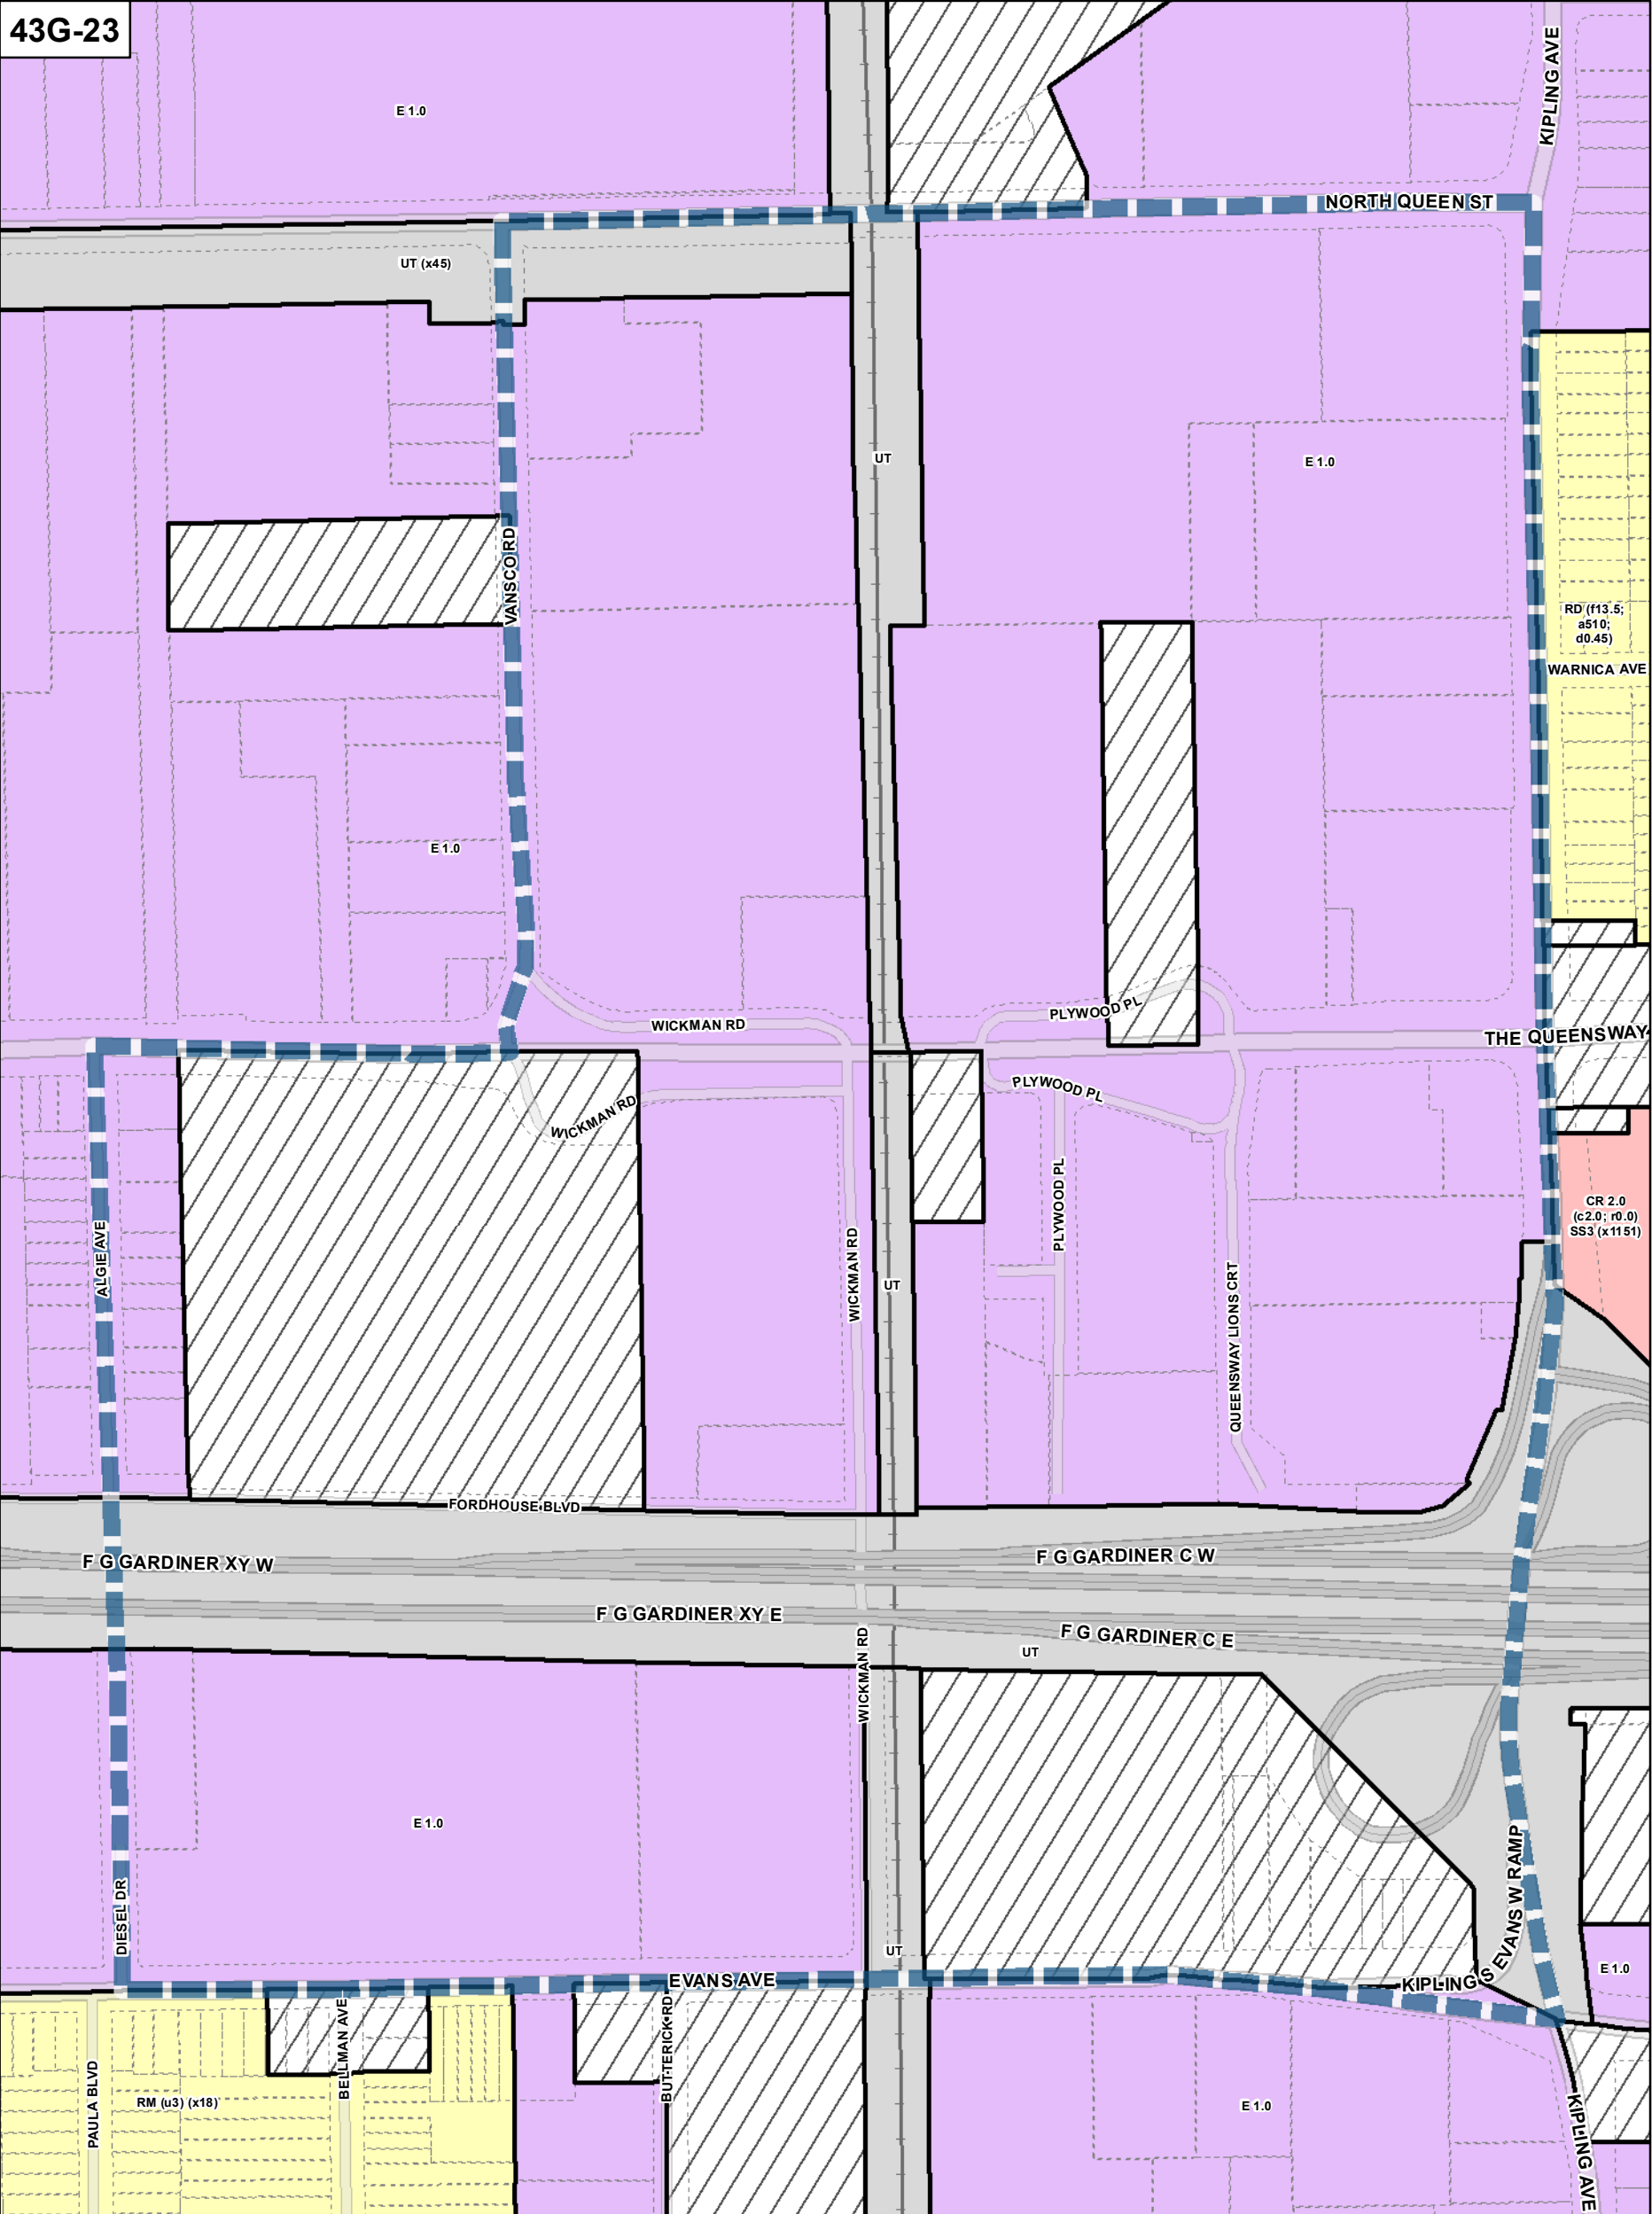 43G-23
KIPLING AVE
E 1.0
NORTH QUEEN ST
UT (x45)
UT
E 1.0
VANSCO RD
RD (f13.5;
a510;
d0.45)
WARNICA AVE
E 1.0
PLYWOOD PL
WICKMAN RD
THE QUEENSWAY
PLYWOOD PL
WICKMAN RD
PLYWOOD PL
CR 2.0
(c2.0; r0.0)
SS3 (x1151)
ALGIE AVE
WICKMAN RD
UT
QUEENSWAY LIONS CRT
FORDHOUSE BLVD
F G GARDINER XY W
F G GARDINER C W
F G GARDINER XY E
F G GARDINER C E
UT
WICKMAN RD
E 1.0
DIESEL DR
KIPLING S EVANS W RAMP
UT
E 1.0
EVANS AVE
BUTTERICK RD
BELLMAN AVE
PAULA BLVD
RM (u3) (x18)
E 1.0
KIPLING AVE